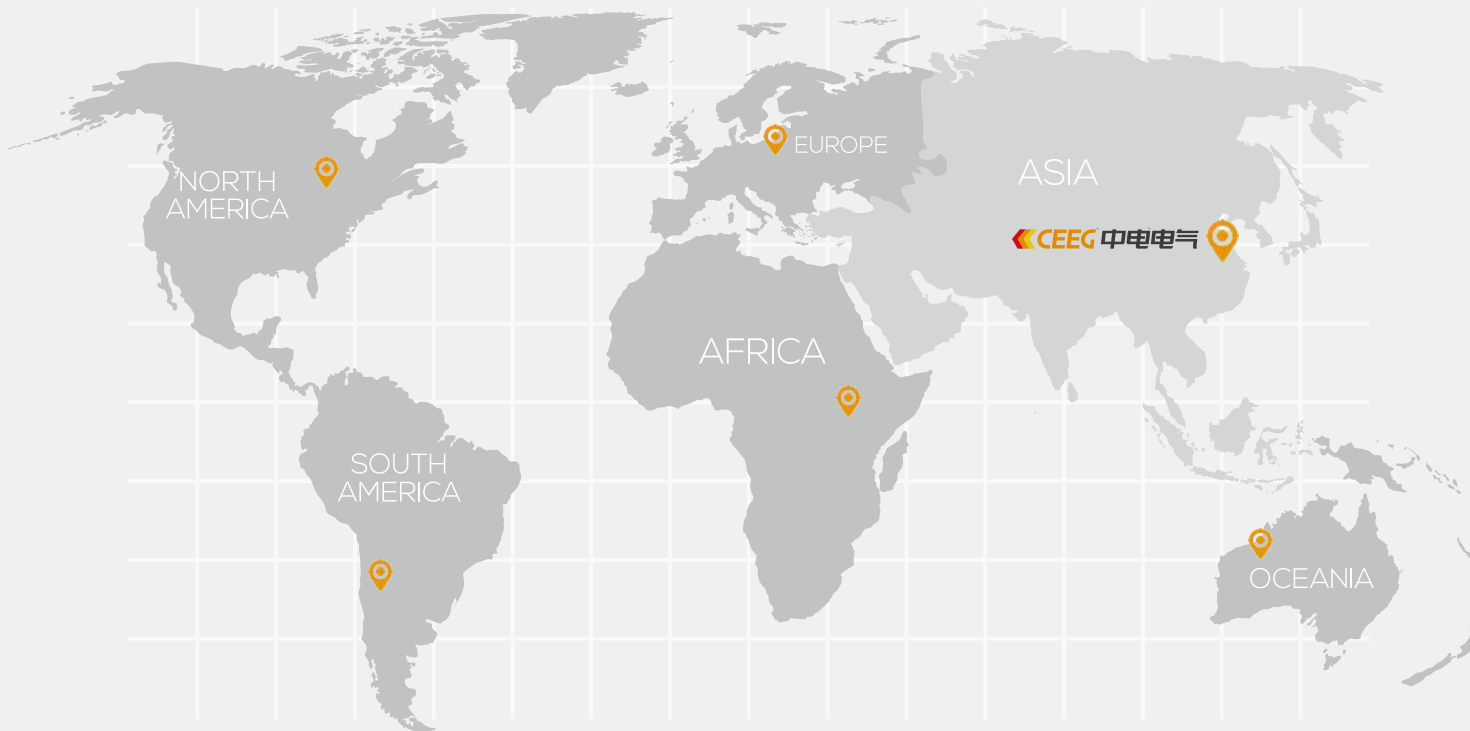 NORTH
AMERICA
EUROPE
ASIA
CEEG 中电电气
AFRICA
SOUTH
AMERICA
OCEANIA